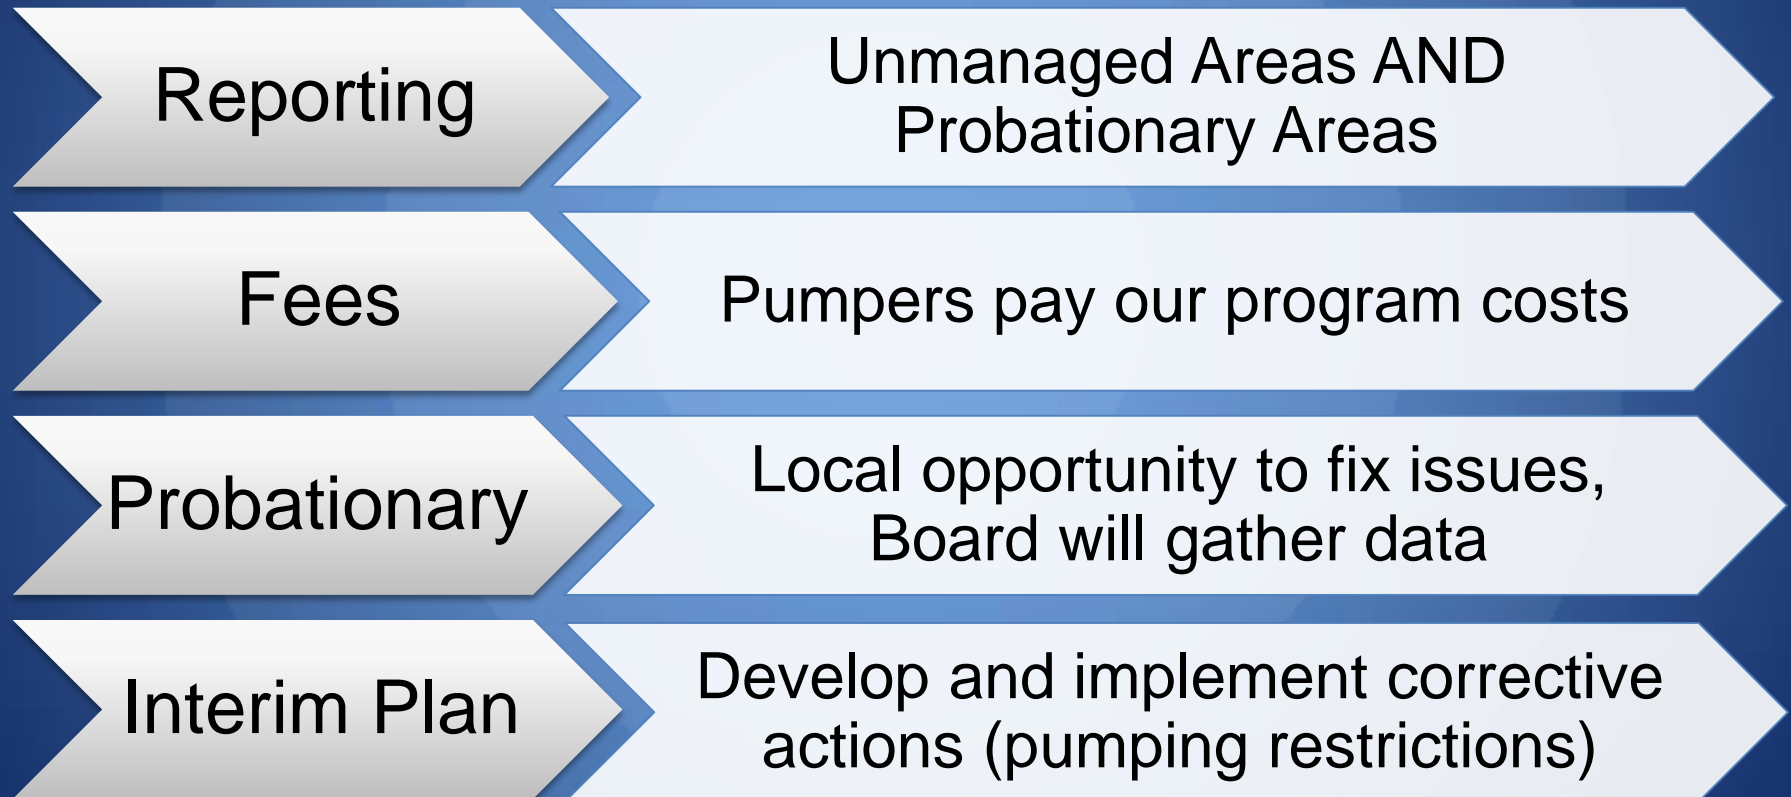 Reporting
Unmanaged Areas AND
Probationary Areas
Fees
Pumpers pay our program costs
Probationary
Local opportunity to fix issues,
Board will gather data
Interim Plan
Develop and implement corrective
actions (pumping restrictions)